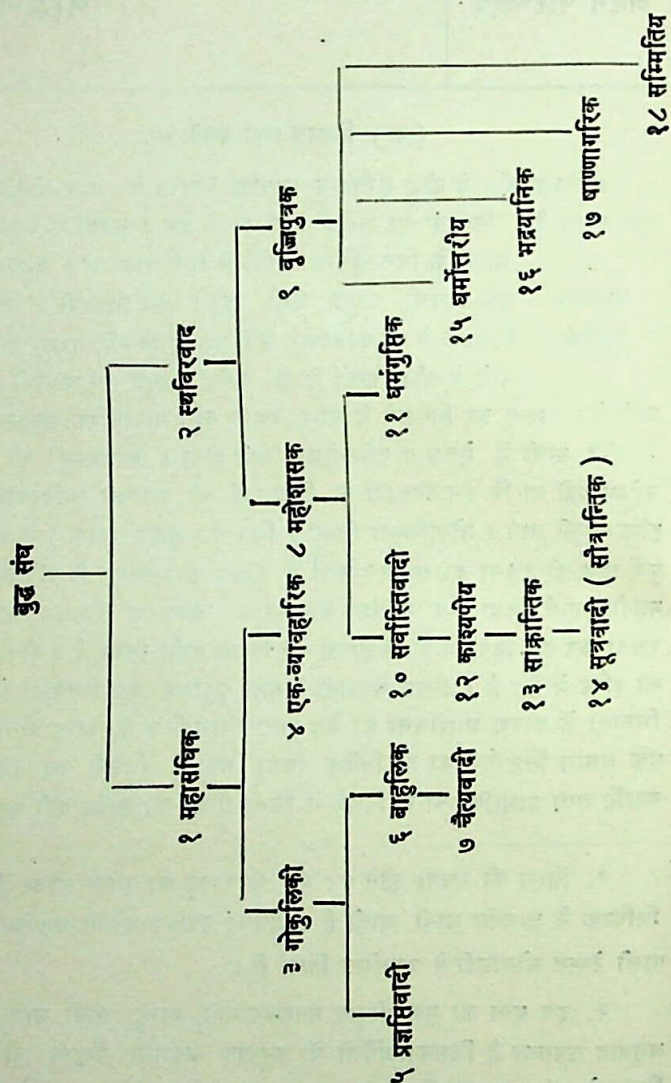 बुद्ध संघ
१ महासंघिक
२ स्थविरवाद
३ गोकुलिकी
४ एक-व्यावहारिक
८ महीशासक
९ वृज्जिपुत्रक
५ प्रज्ञप्तिवादी
६ बाहुलिक
१० सर्वास्तिवादी
११ धर्मगुप्तिक
१५ धर्मोत्तरीय
१६ भद्रयानिक
१७ षाण्णागरिक
१८ सम्मितिय
७ चैत्यवादी
१२ काश्यपीय
१३ सांक्रान्तिक
१४ सूत्रवादी ( सौत्रान्तिक )